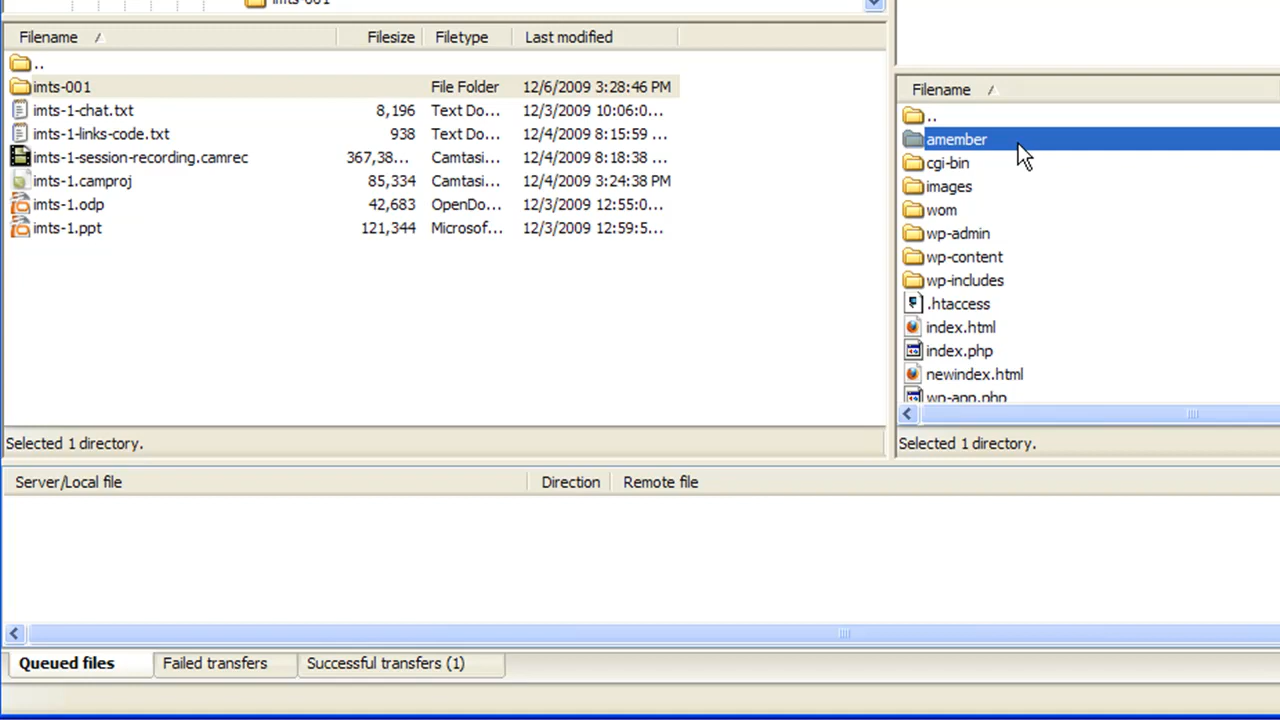 imts-001
Filename Filesize Filetype Last modified
..
imts-001 File Folder 12/6/2009 3:28:46 PM
imts-1-chat.txt 8,196 Text Do... 12/3/2009 10:06:0...
imts-1-links-code.txt 938 Text Do... 12/4/2009 8:15:59 ...
imts-1-session-recording.camrec 367,38... Camtasi... 12/4/2009 8:18:38 ...
imts-1.camproj 85,334 Camtasi... 12/4/2009 3:24:38 PM
imts-1.odp 42,683 OpenDo... 12/3/2009 12:55:0...
imts-1.ppt 121,344 Microsof... 12/3/2009 12:59:5...
Selected 1 directory.
Filename
..
amember
cgi-bin
images
wom
wp-admin
wp-content
wp-includes
.htaccess
index.html
index.php
newindex.html
wp-app.php
Selected 1 directory.
Server/Local file Direction Remote file
Queued files Failed transfers Successful transfers (1)